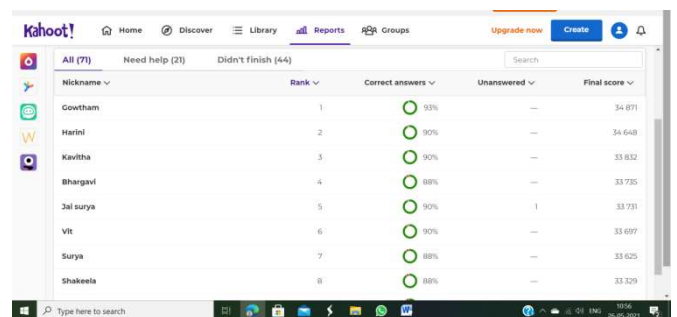 Kahoot! Home Discover Library Reports Groups Upgrade now Create
All (71) Need help (21) Didn't finish (44) Search
Nickname Rank Correct answers Unanswered Final score
Gowtham 1 93% — 34 871
Harini 2 90% — 34 648
Kavitha 3 90% — 33 832
Bhargavi 4 88% — 33 735
Jai surya 5 90% 1 33 731
Vit 6 90% — 33 697
Surya 7 88% — 33 625
Shakeela 8 88% — 33 329
Type here to search ENG 10:56
26-05-2021